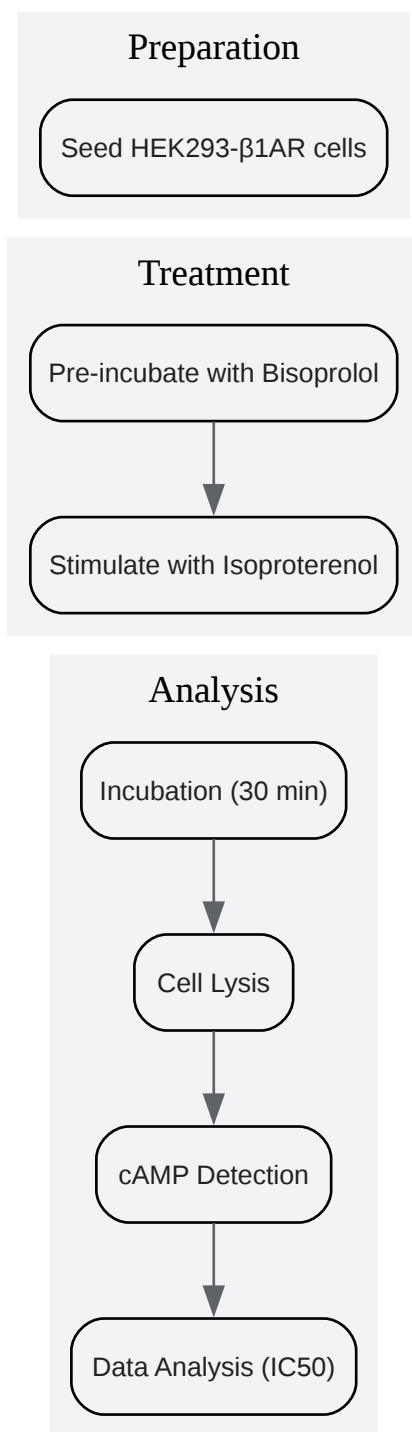 Preparation
Seed HEK293-β1AR cells
Treatment
Pre-incubate with Bisoprolol
Stimulate with Isoproterenol
Analysis
Incubation (30 min)
Cell Lysis
cAMP Detection
Data Analysis (IC50)